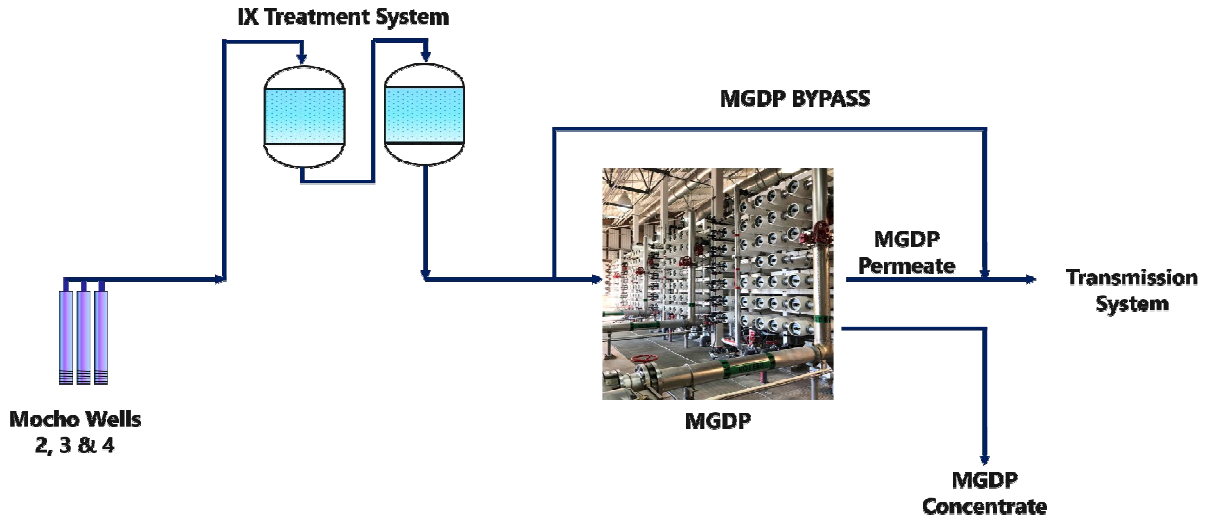 IX Treatment System
MGDP BYPASS
MGDP
Permeate
Transmission
System
Mocho Wells
2, 3 & 4
MGDP
MGDP
Concentrate